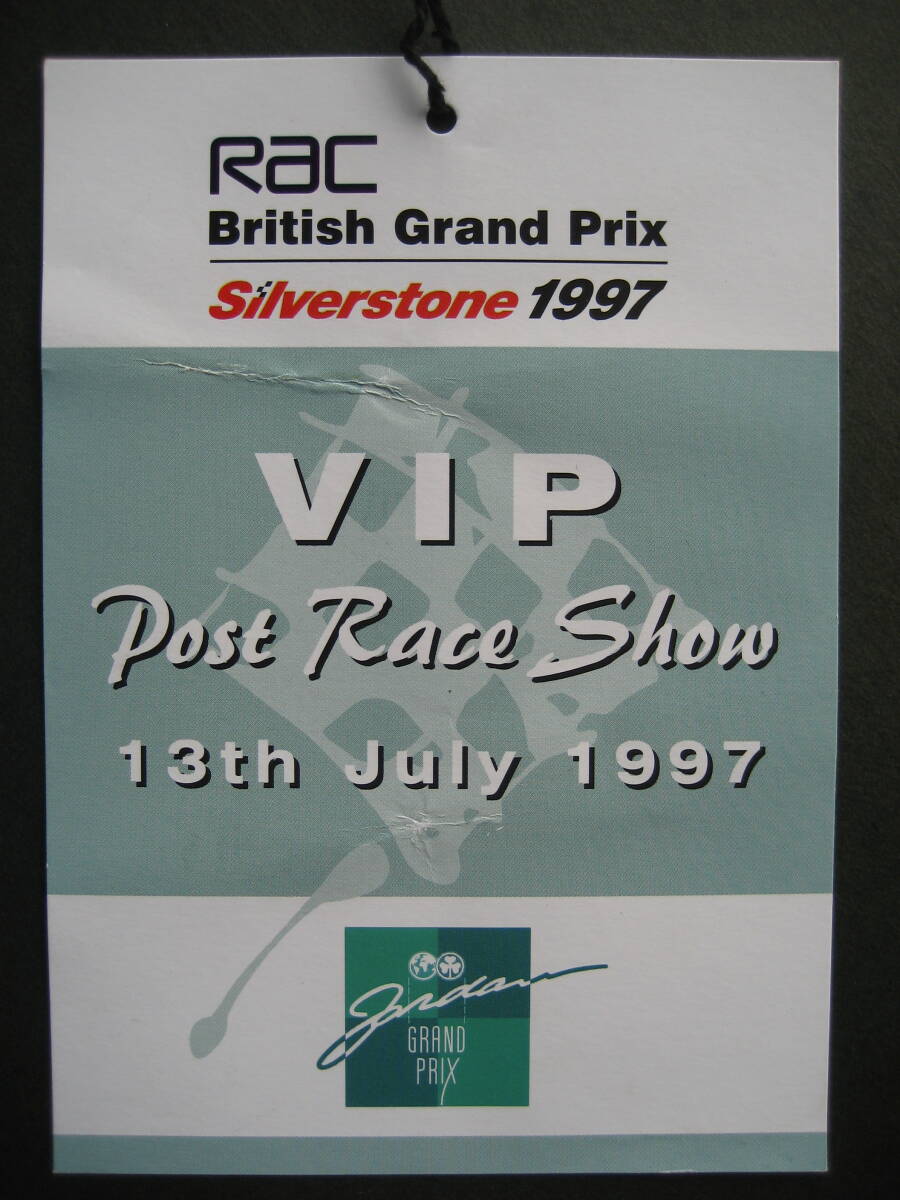 RAC
British Grand Prix
Silverstone 1997
VIP
Post Race Show
13th July 1997
Jordan
GRAND
PRIX